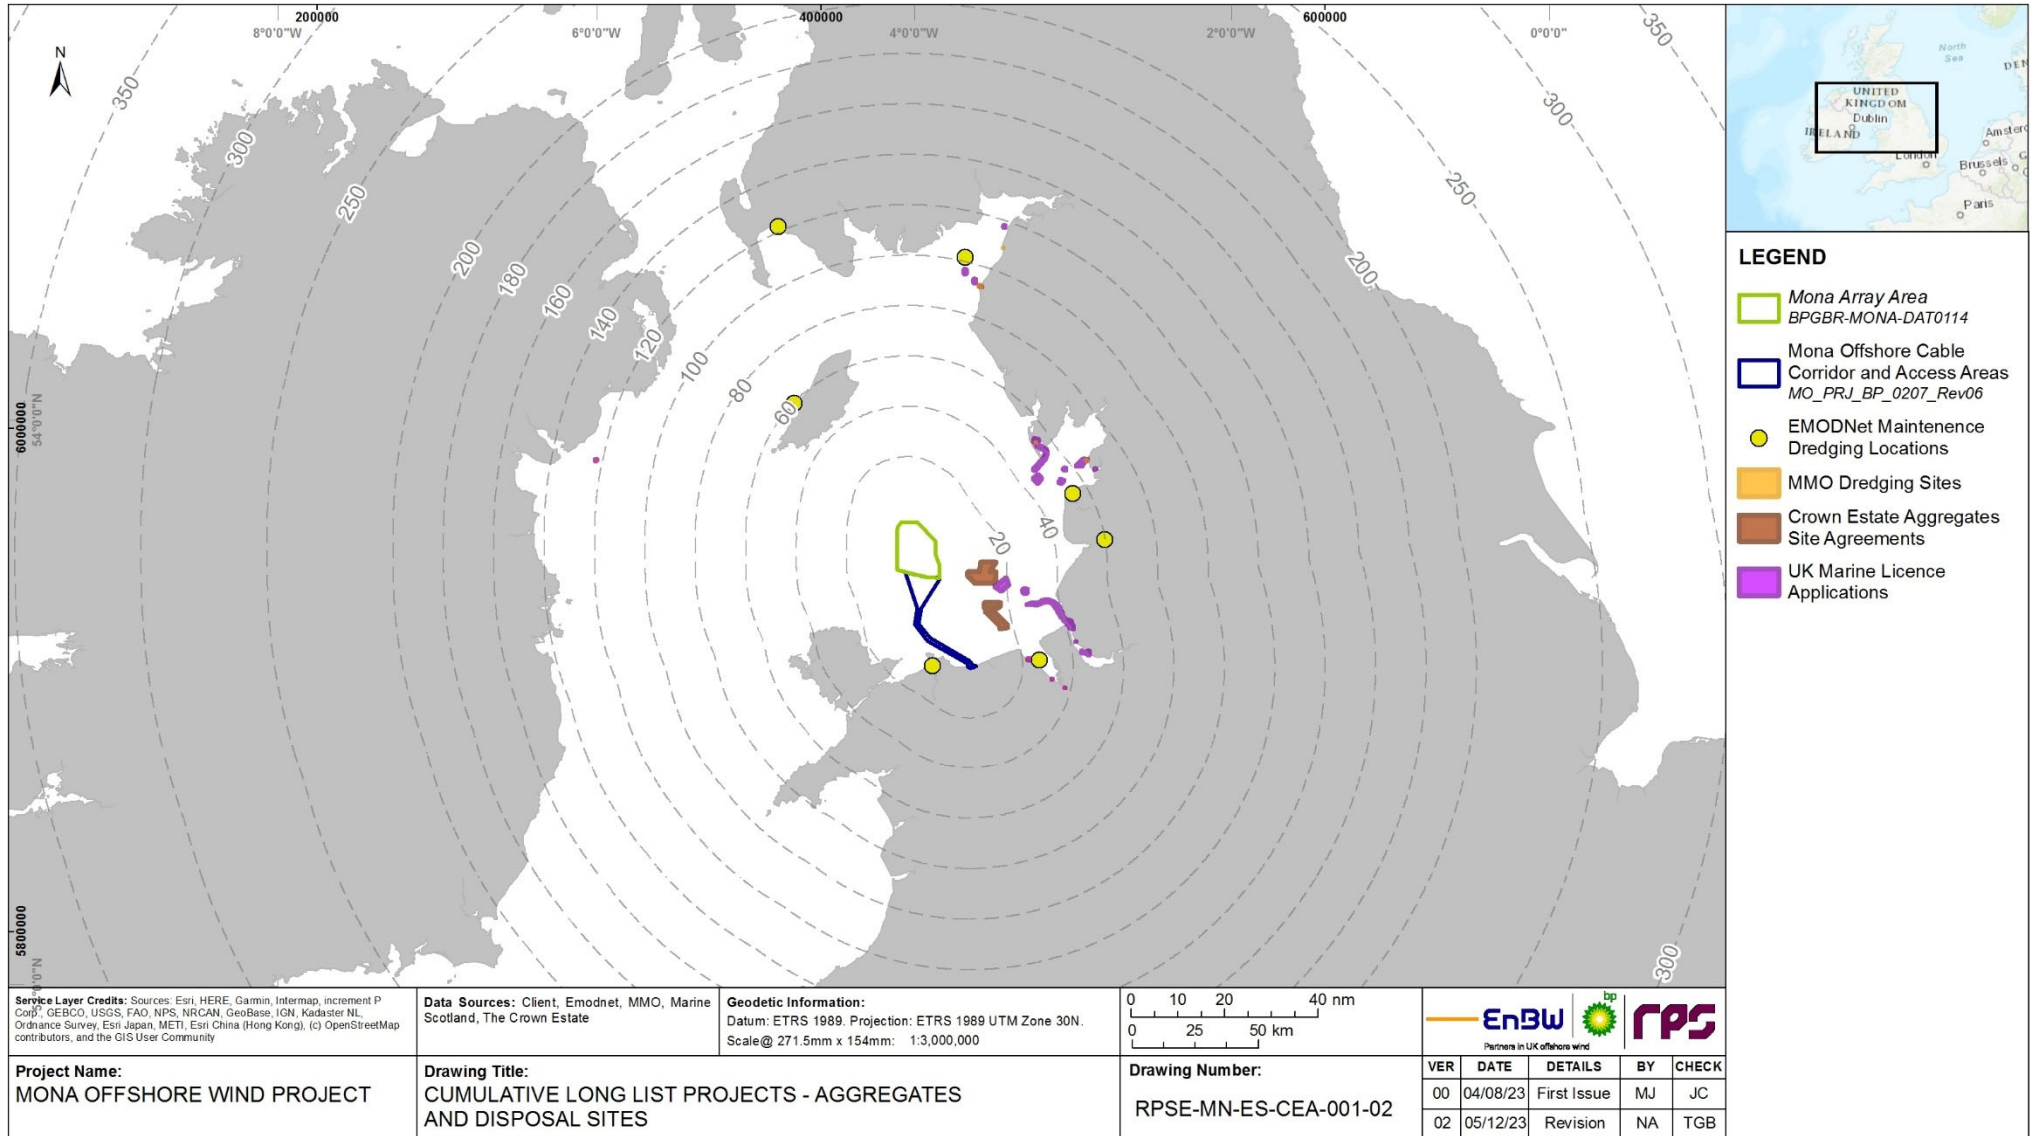 200000
400000
600000
8°0'0"W
6°0'0"W
4°0'0"W
2°0'0"W
0°0'0"
N
350
300
250
200
180
160
140
120
100
80
60
40
20
350
300
250
200
300
6000000
54°0'0"N
5800000
North
Sea
DEN
UNITED
KINGDOM
Dublin
IRELAND
London
Amsterd
Brussels
Paris
LEGEND
Mona Array Area
BPGBR-MONA-DAT0114
Mona Offshore Cable
Corridor and Access Areas
MO_PRJ_BP_0207_Rev06
EMODNet Maintenence
Dredging Locations
MMO Dredging Sites
Crown Estate Aggregates
Site Agreements
UK Marine Licence
Applications
Service Layer Credits: Sources: Esri, HERE, Garmin, Intermap, increment P
Corp., GEBCO, USGS, FAO, NPS, NRCAN, GeoBase, IGN, Kadaster NL,
Ordnance Survey, Esri Japan, METI, Esri China (Hong Kong), (c) OpenStreetMap
contributors, and the GIS User Community
Data Sources: Client, Emodnet, MMO, Marine
Scotland, The Crown Estate
Geodetic Information:
Datum: ETRS 1989. Projection: ETRS 1989 UTM Zone 30N.
Scale@ 271.5mm x 154mm: 1:3,000,000
0 10 20 40 nm
0 25 50 km
EnBW bp rps
Partners in UK offshore wind
Project Name:
MONA OFFSHORE WIND PROJECT
Drawing Title:
CUMULATIVE LONG LIST PROJECTS - AGGREGATES
AND DISPOSAL SITES
Drawing Number:
RPSE-MN-ES-CEA-001-02
VER DATE DETAILS BY CHECK
00 04/08/23 First Issue MJ JC
02 05/12/23 Revision NA TGB